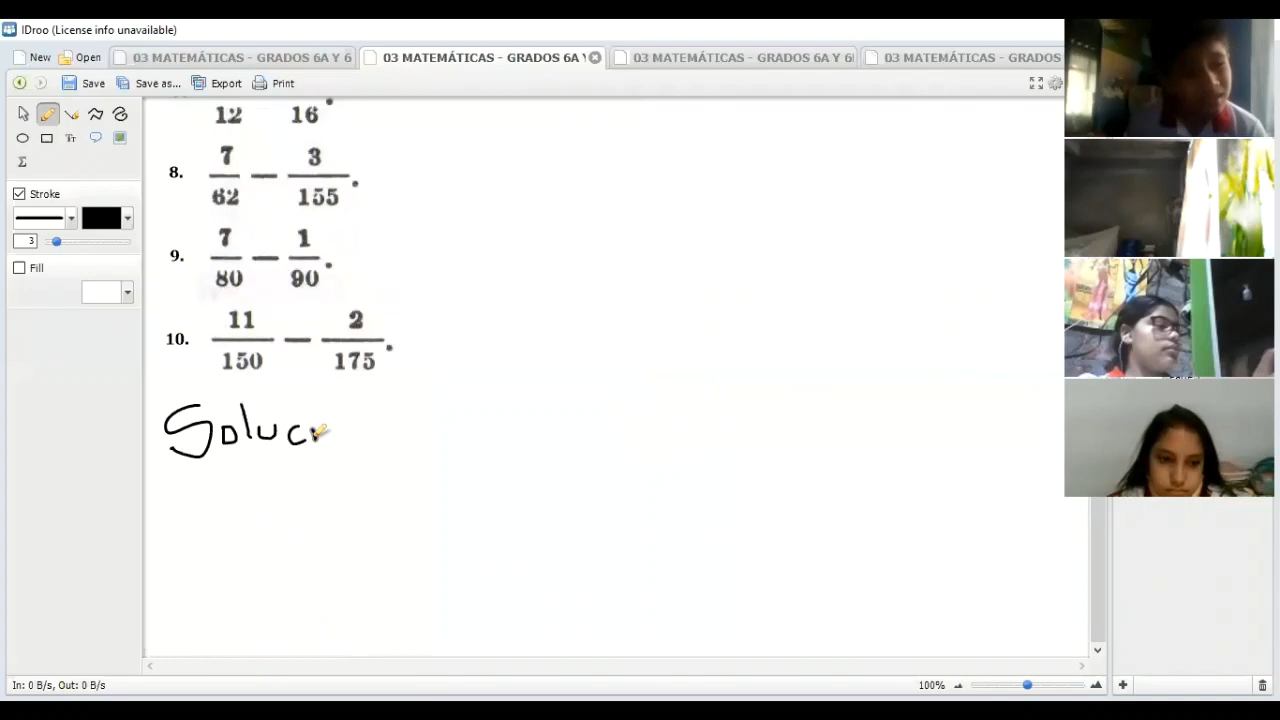 IDroo (License info unavailable)
New Open 03 MATEMÁTICAS - GRADOS 6A Y 6 03 MATEMÁTICAS - GRADOS 6A Y 03 MATEMÁTICAS - GRADOS 6A Y 6 03 MATEMÁTICAS - GRADOS
Save Save as... Export Print
12 16 .
8. 7/62 − 3/155 .
9. 7/80 − 1/90 .
10. 11/150 − 2/175 .
Soluc
Tr
Σ
Stroke
3
Fill
In: 0 B/s, Out: 0 B/s 100%